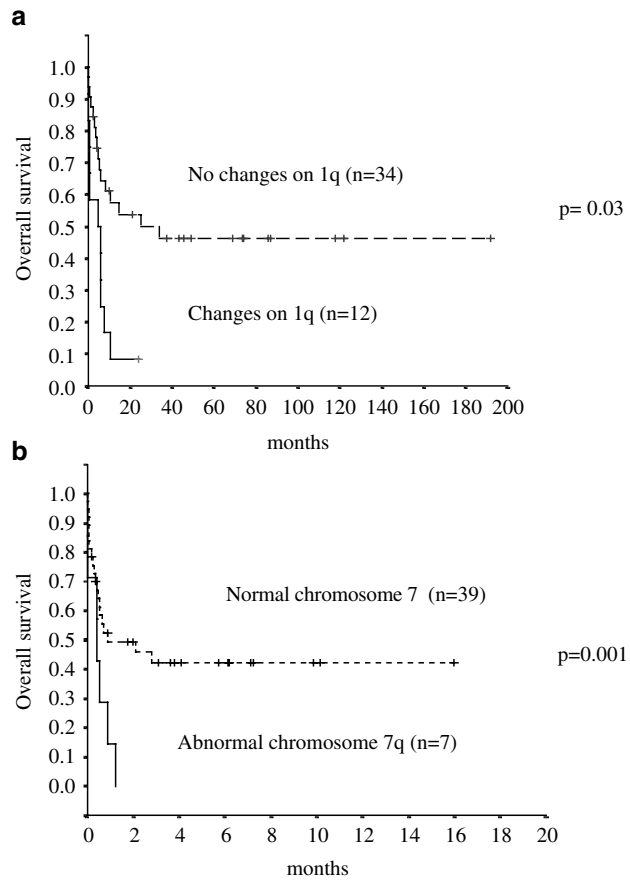 a
1.0
0.9
0.8
0.7
0.6
0.5
0.4
0.3
0.2
0.1
0.0
Overrall survival
No changes on 1q (n=34)
p= 0.03
Changes on 1q (n=12)
0 20 40 60 80 100 120 140 160 180 200
months
b
1.0
0.9
0.8
0.7
0.6
0.5
0.4
0.3
0.2
0.1
0.0
Overall survival
Normal chromosome 7 (n=39)
p=0.001
Abnormal chromosome 7q (n=7)
0 2 4 6 8 10 12 14 16 18 20
months